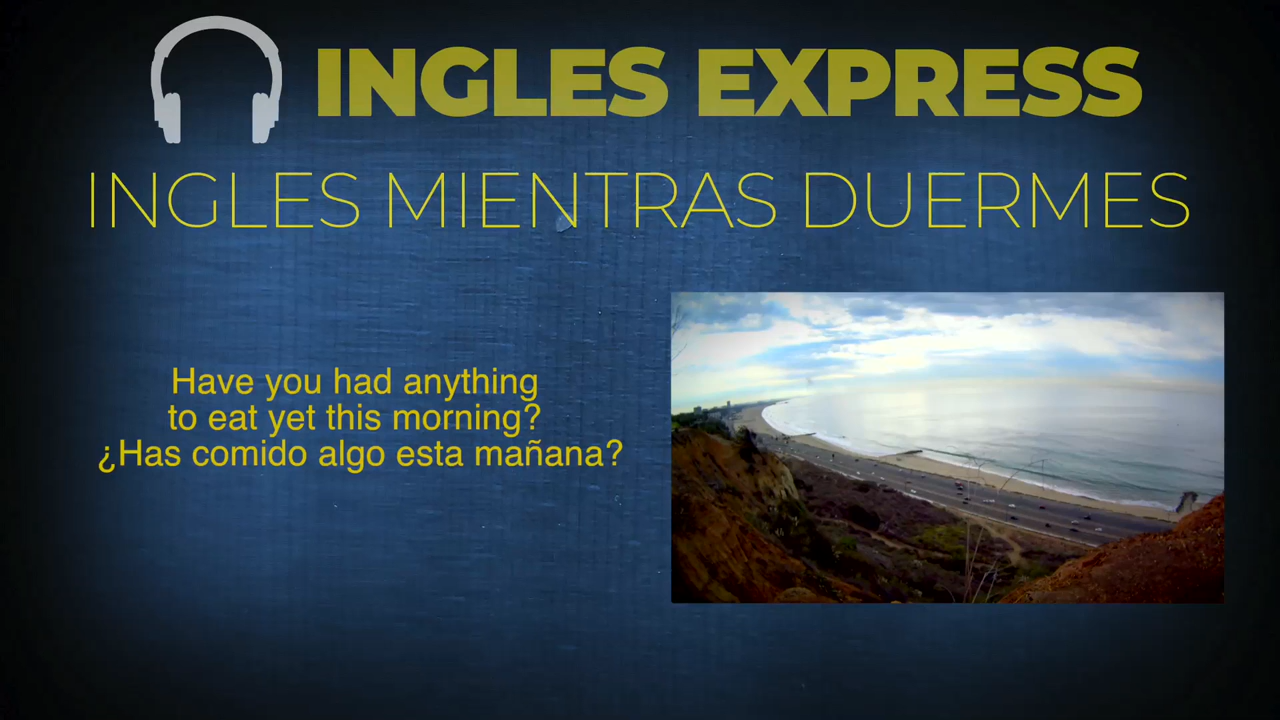 INGLES EXPRESS
INGLES MIENTRAS DUERMES
Have you had anything
to eat yet this morning?
¿Has comido algo esta mañana?